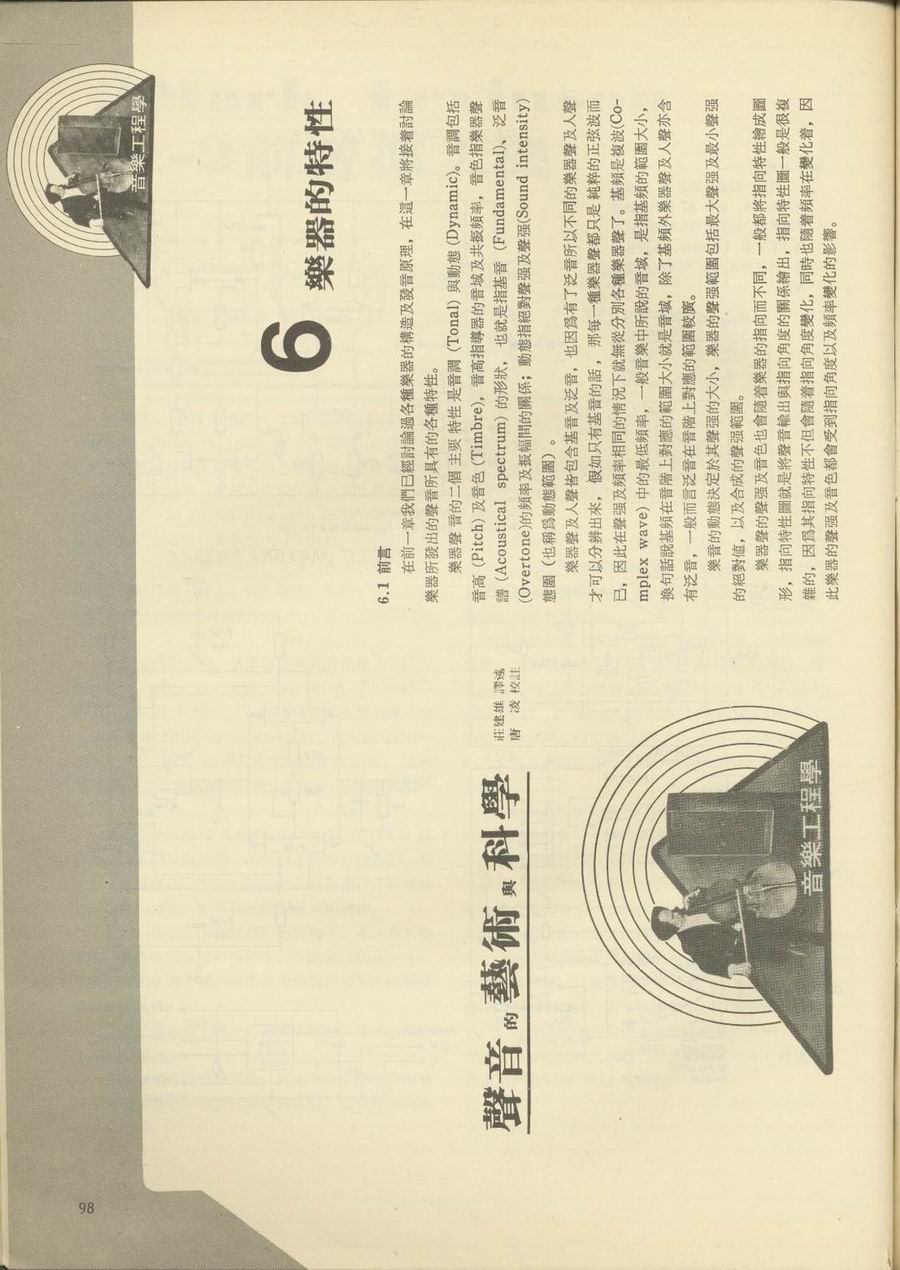 音樂工程學
6
樂器的特性
聲音的藝術與科學
莊建雄 譯述
唐 凌 校註
音樂工程學
6.1 前言
在前一章我們已經討論過各種樂器的構造及發音原理，在這一章將接着討論
樂器所發出的聲音所具有的各種特性。
樂器聲音的二個主要特性是音調（Tonal）與動態（Dynamic）。音調包括
音高（Pitch）及音色（Timbre），音高指導器的音域及共振頻率，音色指樂器聲
譜（Acoustical spectrum）的形狀，也就是指基音（Fundamental）、泛音
(Overtone)的頻率及振幅間的關係；動態指絕對聲强及聲强(Sound intensity)
態圍（也稱爲動態範圍）。
樂器聲及人聲皆包含基音及泛音，也因爲有了泛音所以不同的樂器聲及人聲
才可以分辨出來，假如只有基音的話，那每一種樂器聲都只是純粹的正弦波而
已，因此在聲强及頻率相同的情況下就無從分別各種樂器聲了。基頻是複波(Co-
mplex wave）中的最低頻率，一般音樂中所說的音域，是指基頻的範圍大小，
換句話說基頻在音階上對應的範圍大小就是音域，除了基頻外樂器聲及人聲亦含
有泛音，一般而言泛音在音階上對應的範圍較廣。
樂音的動態決定於其聲强的大小，樂器的聲强範圍包括最大聲强及最小聲强
的絕對值，以及合成的聲强範圍。
樂器聲的聲强及音色也會隨着樂器的指向而不同，一般都將指向特性繪成圖
形，指向特性圖就是將聲音輸出與指向角度的關係繪出，指向特性圖一般是很複
雜的，因爲其指向特性不但會隨着指向角度變化，同時也隨着頻率在變化着，因
此樂器的聲强及音色都會受到指向角度以及頻率變化的影響。
98